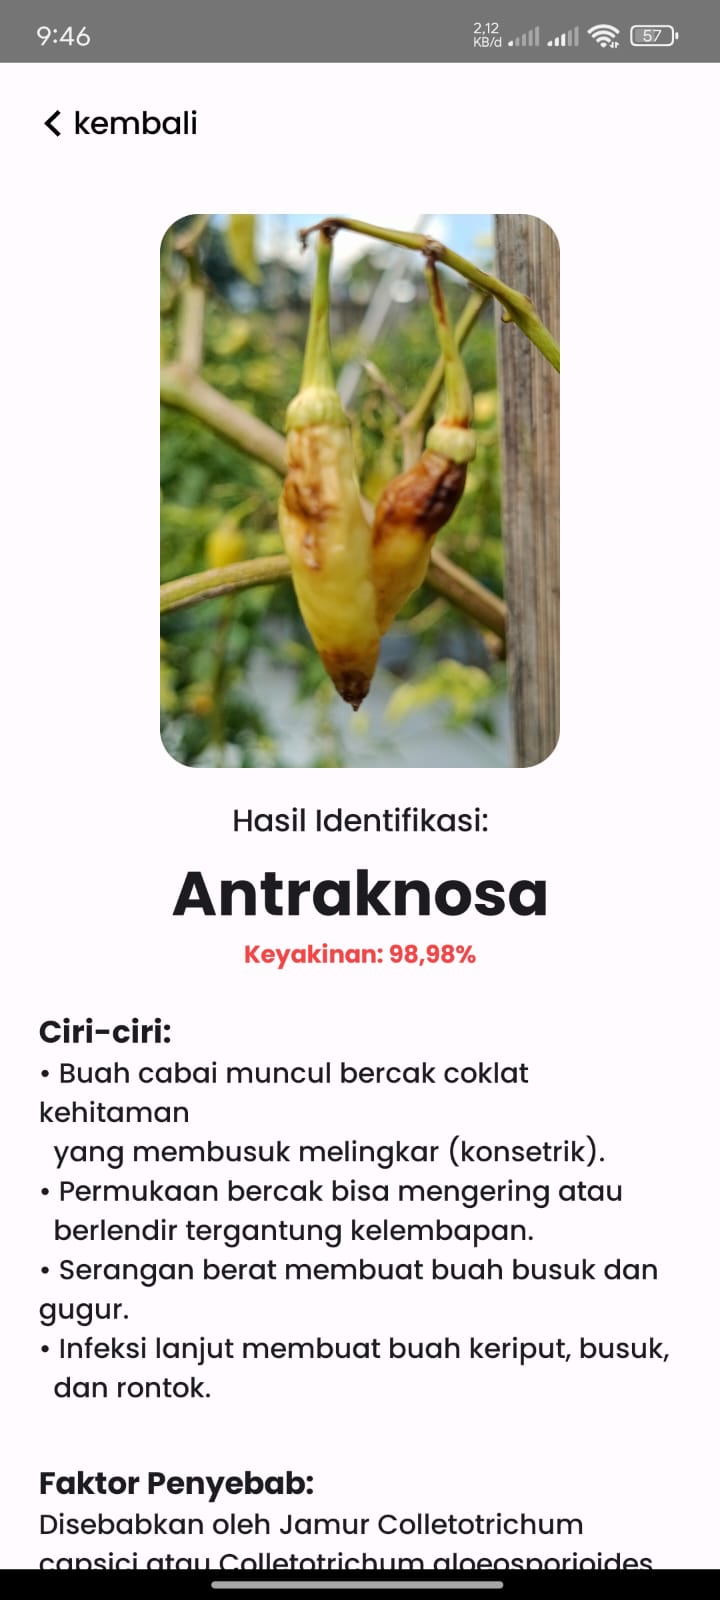 9:46
2,12
KB/d
57
kembali
Hasil Identifikasi:
Antraknosa
Keyakinan: 98,98%
Ciri-ciri:
• Buah cabai muncul bercak coklat
kehitaman
yang membusuk melingkar (konsetrik).
• Permukaan bercak bisa mengering atau
berlendir tergantung kelembapan.
• Serangan berat membuat buah busuk dan
gugur.
• Infeksi lanjut membuat buah keriput, busuk,
dan rontok.
Faktor Penyebab:
Disebabkan oleh Jamur Colletotrichum
capsici atau Colletotrichum gloeosporioides